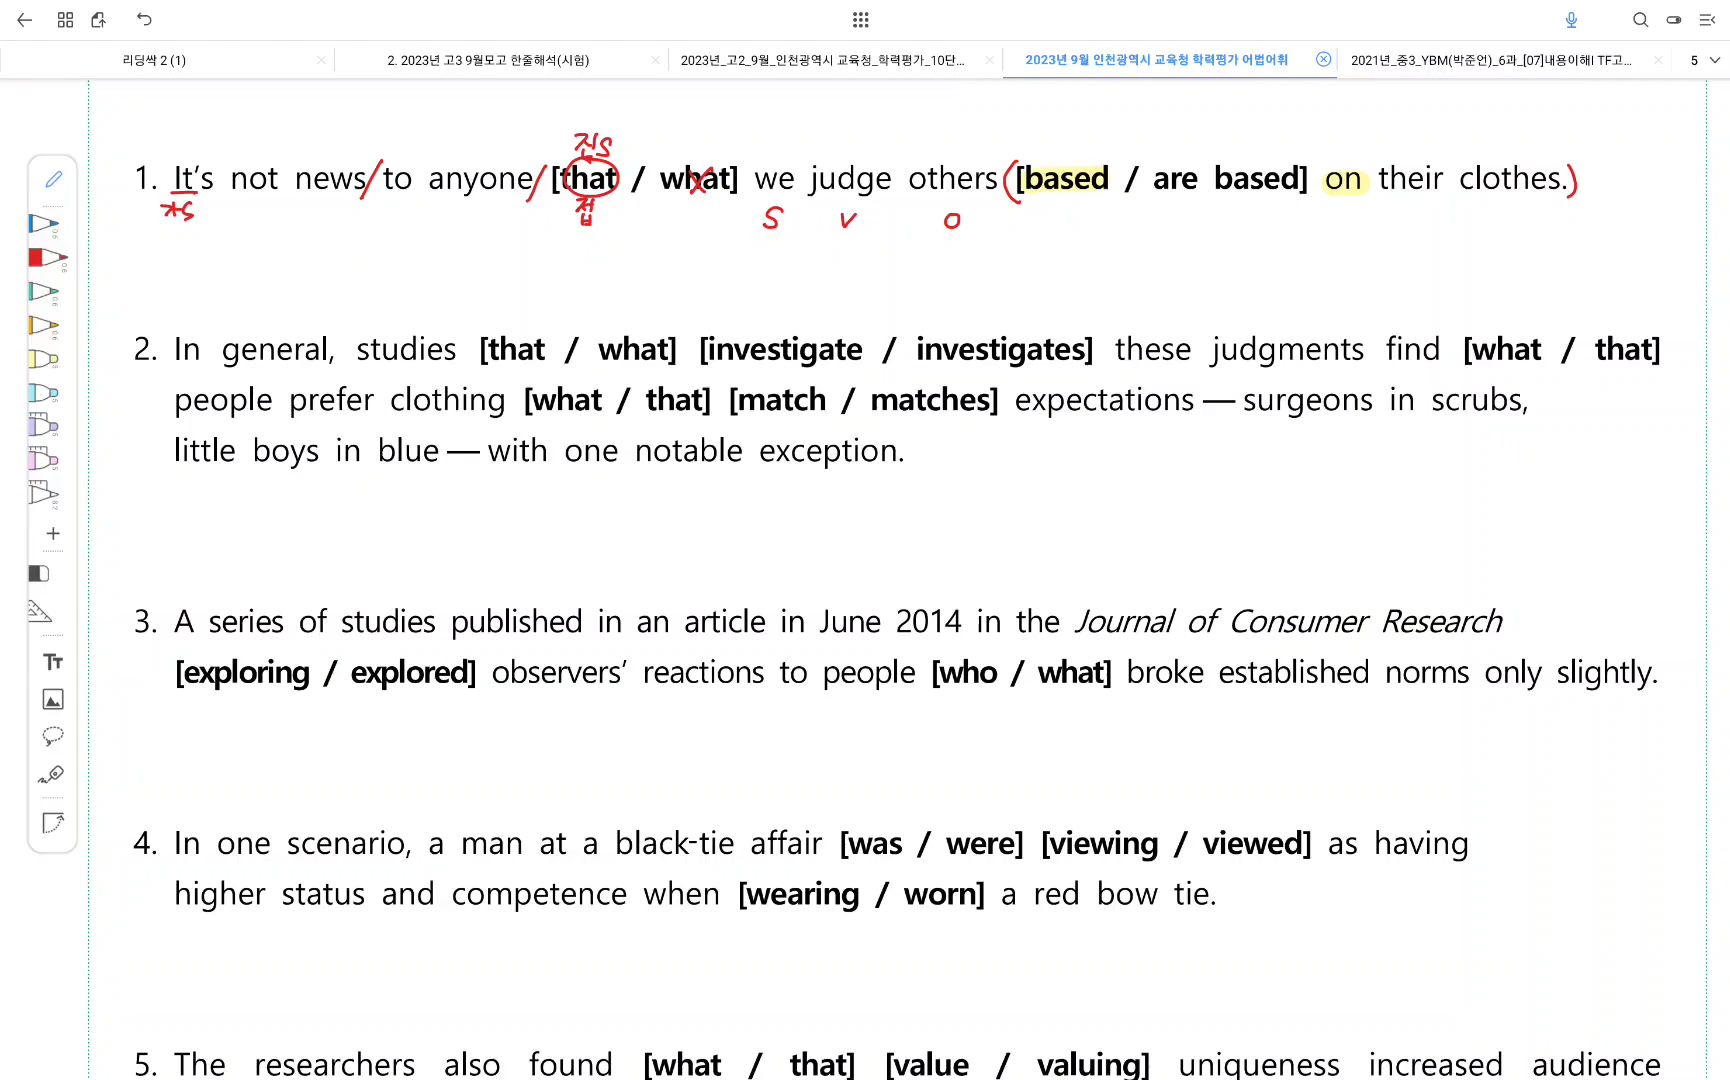 리딩싹 2 (1)
2. 2023년 고3 9월모고 한줄해석(시험)
2023년_고2_9월_인천광역시 교육청_학력평가_10단...
2023년 9월 인천광역시 교육청 학력평가 어법어휘
2021년_중3_YBM(박준언)_6과_[07]내용이해I TF고...
5
진S
1. It's not news/to anyone/[that / what] we judge others ([based / are based] on their clothes.)
가S
접
S V O
2. In general, studies [that / what] [investigate / investigates] these judgments find [what / that]
people prefer clothing [what / that] [match / matches] expectations — surgeons in scrubs,
little boys in blue — with one notable exception.
3. A series of studies published in an article in June 2014 in the Journal of Consumer Research
[exploring / explored] observers' reactions to people [who / what] broke established norms only slightly.
4. In one scenario, a man at a black-tie affair [was / were] [viewing / viewed] as having
higher status and competence when [wearing / worn] a red bow tie.
5. The researchers also found [what / that] [value / valuing] uniqueness increased audience